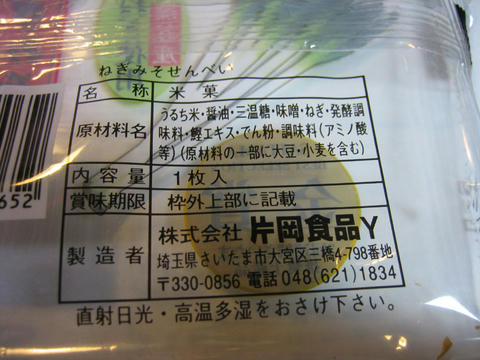 ねぎみそせんべい
名称 米菓
原材料名 うるち米・醤油・三温糖・味噌・ねぎ・発酵調
味料・鰹エキス・でん粉・調味料(アミノ酸
等)(原材料の一部に大豆・小麦を含む)
内容量 1枚入
賞味期限 枠外上部に記載
製造者 株式会社 片岡食品Y
埼玉県さいたま市大宮区三橋4-798番地
〒330-0856 電話 048(621)1834
直射日光・高温多湿をおさけ下さい。
652